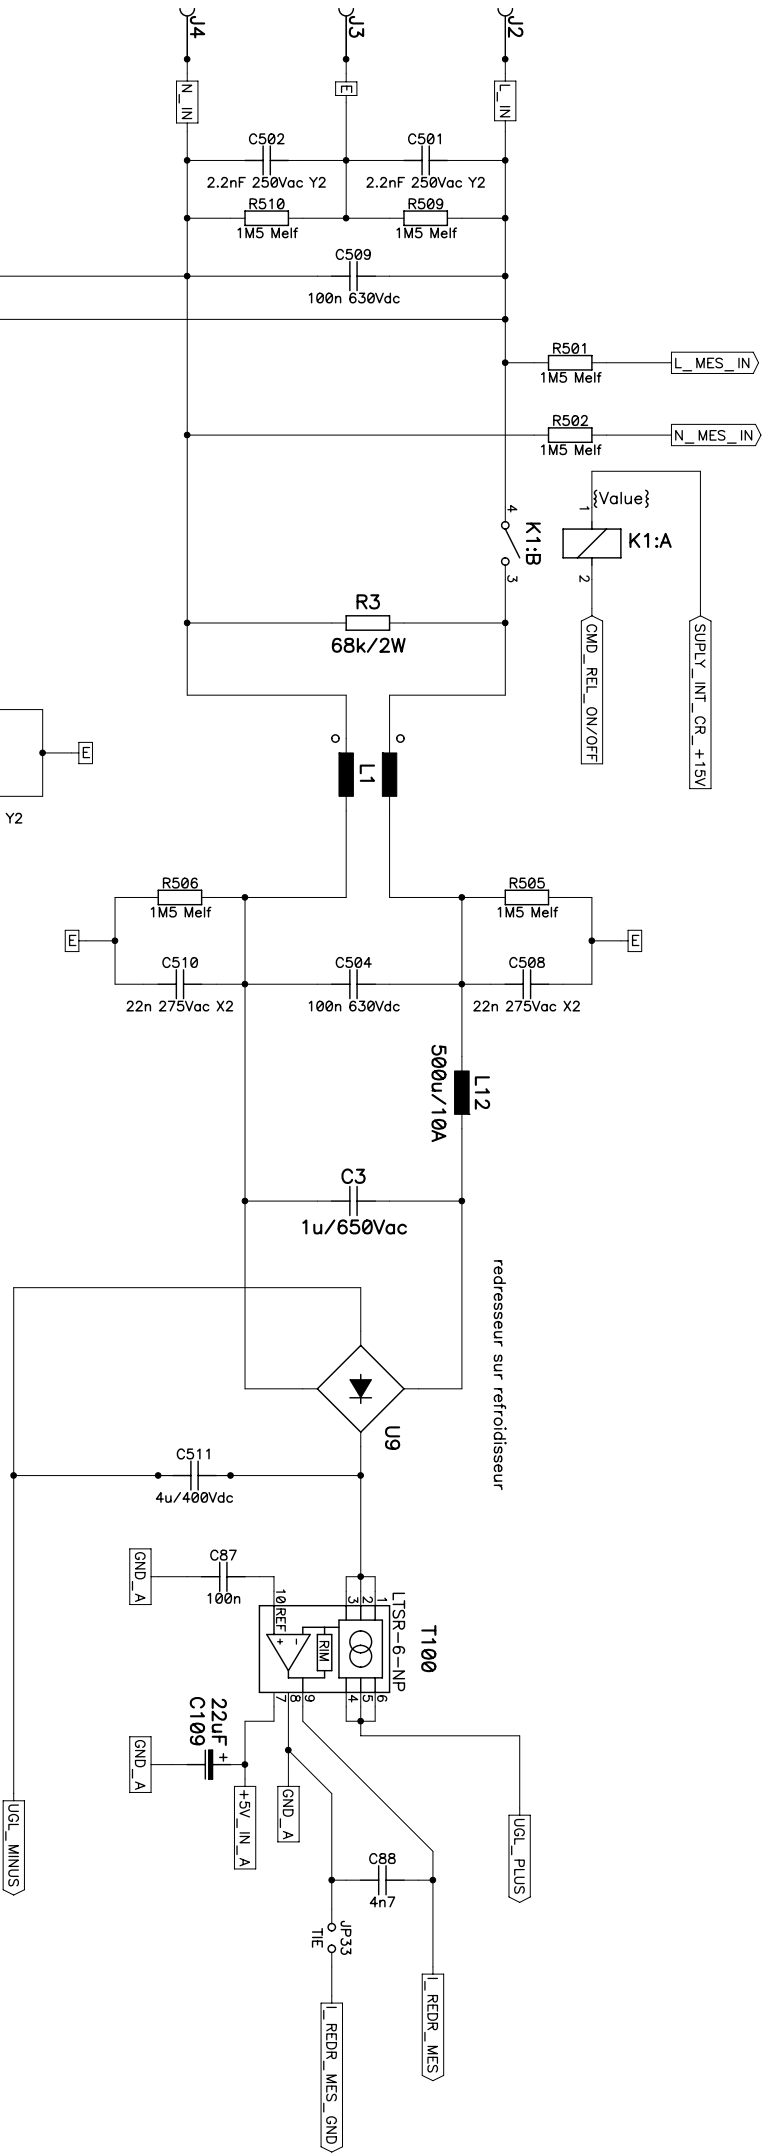 J4
J3
J2
N_IN
E
L_IN
C502
2.2nF 250Vac Y2
C501
2.2nF 250Vac Y2
R510
1M5 Melf
R509
1M5 Melf
C509
100n 630Vdc
R501
1M5 Melf
L_MES_IN
R502
1M5 Melf
N_MES_IN
{Value}
1
K1:A
2
4
K1:B
3
CMD_REL_ON/OFF
SUPLY_INT_CR_+15V
R3
68k/2W
L1
E
Y2
R506
1M5 Melf
R505
1M5 Melf
E
E
C510
22n 275Vac X2
C504
100n 630Vdc
C508
22n 275Vac X2
L12
500u/10A
C3
1u/650Vac
redresseur sur refroidisseur
U9
C511
4u/400Vdc
C87
100n
GND_A
10
REF
3
2
1
LTSR-6-NP
T100
+
-
RIM
7
8
9
4
5
6
22uF
C109
+
GND_A
+5V_IN_A
GND_A
UGL_MINUS
UGL_PLUS
C88
4n7
JP33
TIE
I_REDR_MES
I_REDR_MES_GND